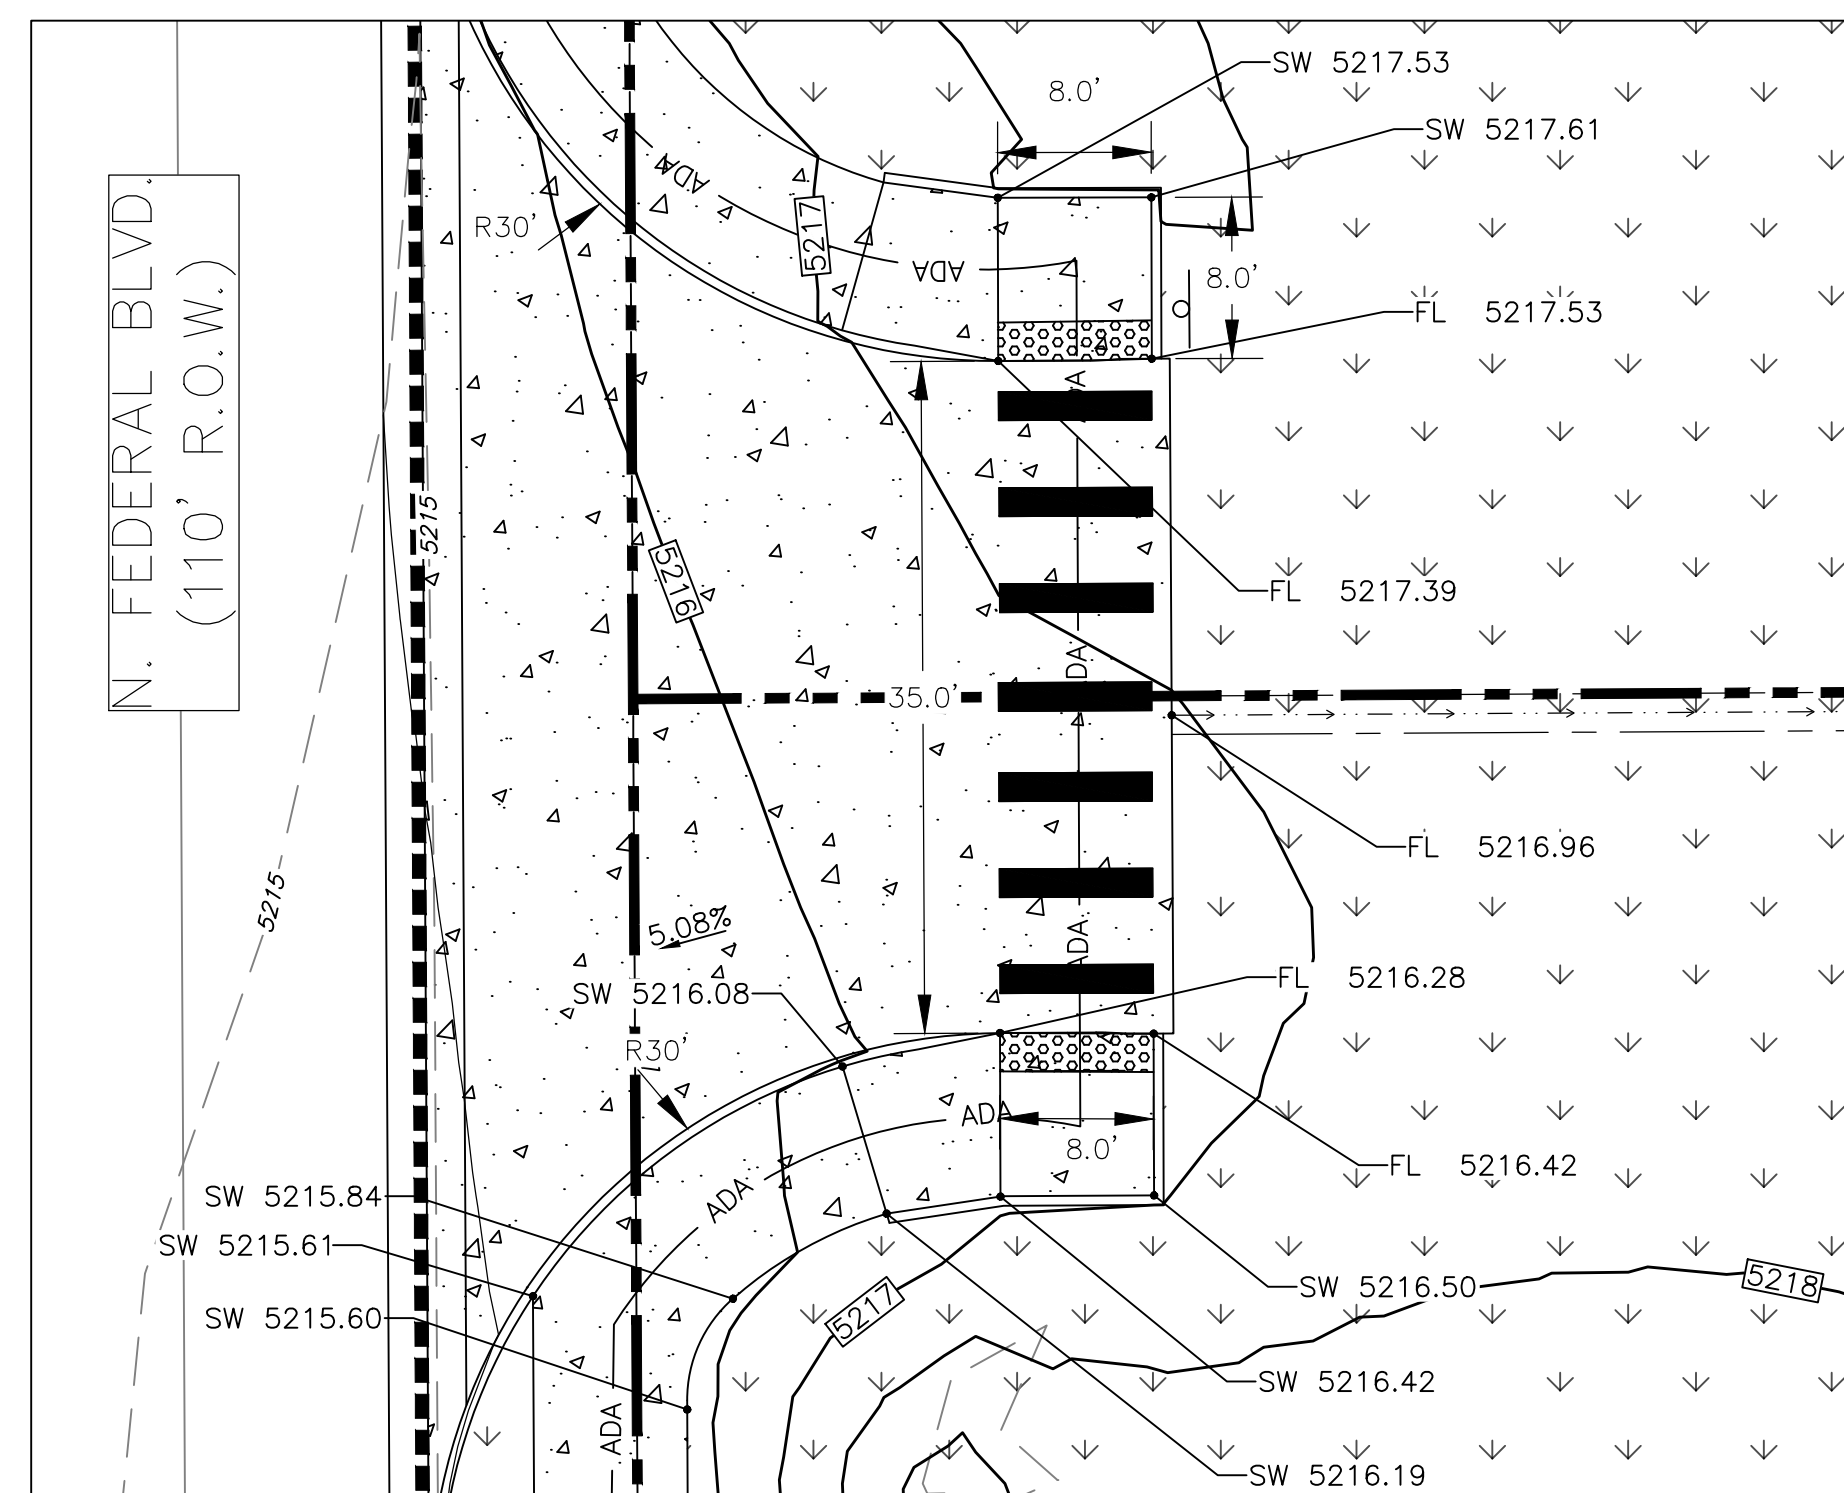 SW 5217.53
8.0'
SW 5217.61
ADA
R30'
5217
ADA
8.0'
FL 5217.53
N. FEDERAL BLVD.
(110' R.O.W.)
ADA
5215
5216
FL 5217.39
ADA
35.0'
FL 5216.96
5215
5.08%
ADA
SW 5216.08
FL 5216.28
R30'
ADA
8.0'
FL 5216.42
SW 5215.84
ADA
SW 5215.61
SW 5216.50
5218
5217
SW 5215.60
SW 5216.42
ADA
SW 5216.19